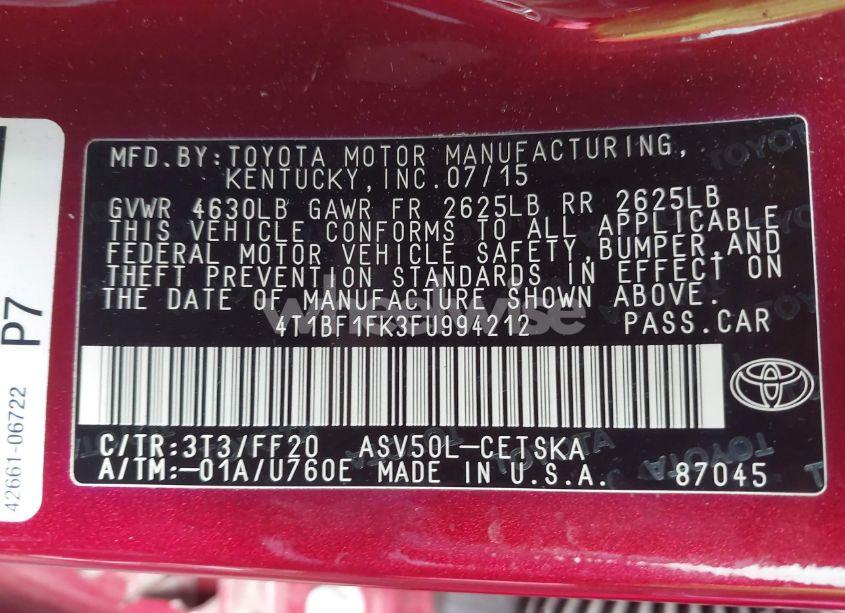 MFD.BY:TOYOTA MOTOR MANUFACTURING,
KENTUCKY,INC.07/15
GVWR 4630LB GAWR FR 2625LB RR 2625LB
THIS VEHICLE CONFORMS TO ALL APPLICABLE
FEDERAL MOTOR VEHICLE SAFETY,BUMPER,AND
THEFT PREVENTION STANDARDS IN EFFECT ON
THE DATE OF MANUFACTURE SHOWN ABOVE.
4T1BF1FK3FU994212 PASS.CAR
C/TR:3T3/FF20 ASV50L-CETSKA
A/TM:-01A/U760E MADE IN U.S.A. 87045
P7
42661-06722
wheelwise
TOYOTA
TOYOTA